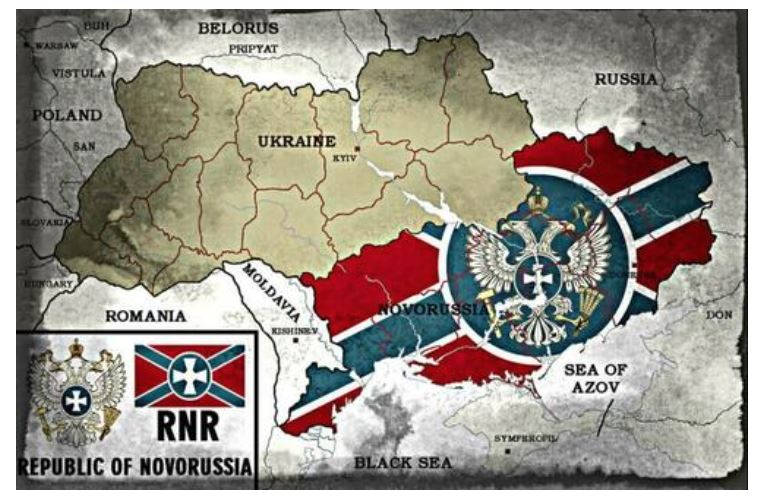 BUH
BELORUS
WARSAW
PRIPYAT
VISTULA
RUSSIA
POLAND
UKRAINE
SAN
KYIV
SLOVAKIA
MOLDAVIA
HUNGARY
DONETSK
ROMANIA
NOVORUSSIA
DON
KISHINEV
SEA OF
AZOV
RNR
SYMFEROPIL
REPUBLIC OF NOVORUSSIA
BLACK SEA